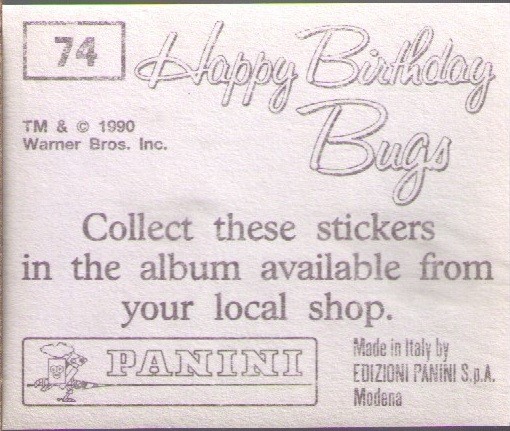 74
Happy Birthday
Bugs
TM & © 1990
Warner Bros. Inc.
Collect these stickers
in the album available from
your local shop.
PANINI
Made in Italy by
EDIZIONI PANINI S.p.A.
Modena